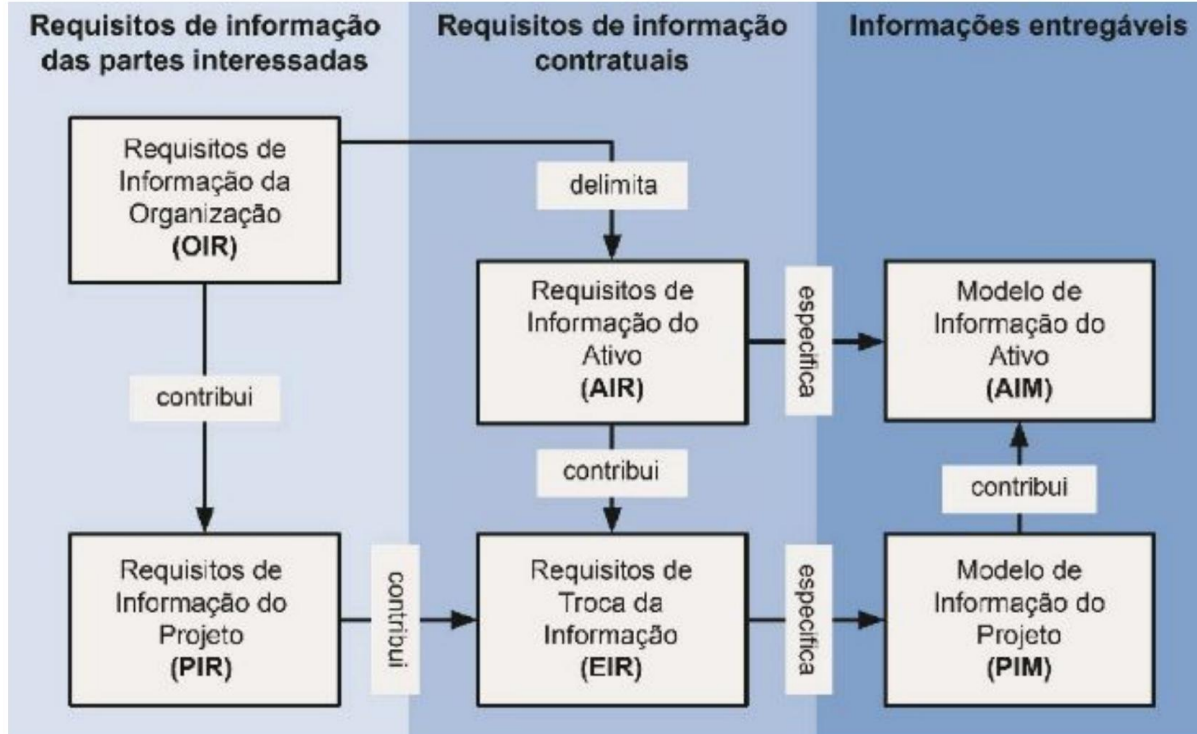 Requisitos de informação
das partes interessadas
Requisitos de informação
contratuais
Informações entregáveis
Requisitos de
Informação da
Organização
(OIR)
delimita
Requisitos de
Informação do
Ativo
(AIR)
especifica
Modelo de
Informação do
Ativo
(AIM)
contribui
contribui
contribui
Requisitos de
Informação do
Projeto
(PIR)
contribui
Requisitos de
Troca da
Informação
(EIR)
especifica
Modelo de
Informação do
Projeto
(PIM)